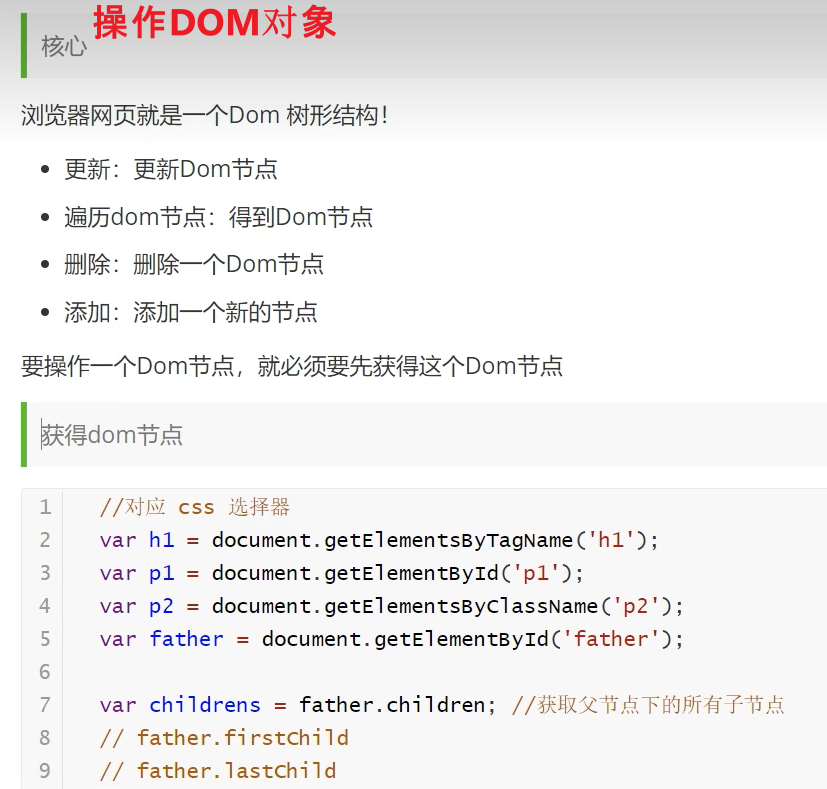 操作DOM对象
核心
浏览器网页就是一个Dom 树形结构！
• 更新：更新Dom节点
• 遍历dom节点：得到Dom节点
• 删除：删除一个Dom节点
• 添加：添加一个新的节点
要操作一个Dom节点，就必须要先获得这个Dom节点
获得dom节点
1 //对应 css 选择器
2 var h1 = document.getElementsByTagName('h1');
3 var p1 = document.getElementById('p1');
4 var p2 = document.getElementsByClassName('p2');
5 var father = document.getElementById('father');
6
7 var childrens = father.children; //获取父节点下的所有子节点
8 // father.firstChild
9 // father.lastChild